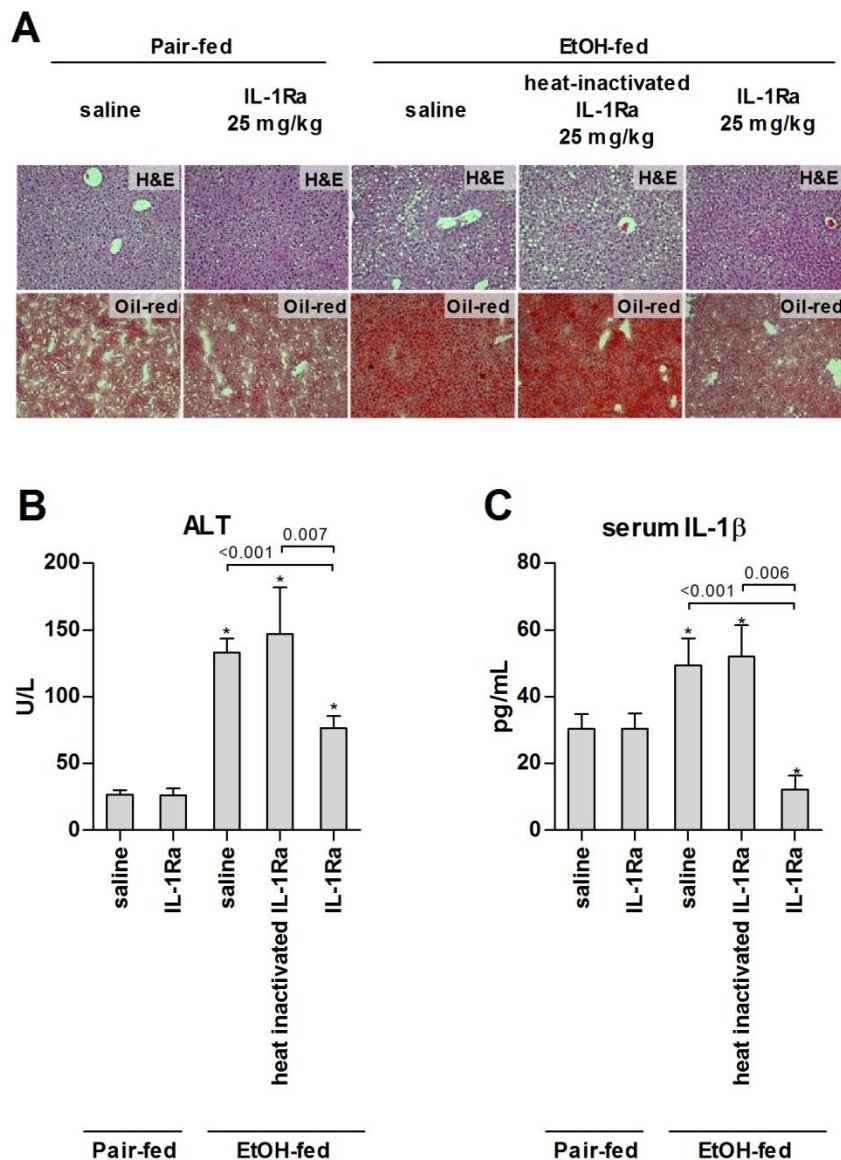 A
Pair-fed EtOH-fed
saline IL-1Ra 25 mg/kg saline heat-inactivated IL-1Ra 25 mg/kg IL-1Ra 25 mg/kg
H&E H&E H&E H&E H&E
Oil-red Oil-red Oil-red Oil-red Oil-red
B
ALT
0.007
<0.001
200
150
100
50
0
U/L
* * *
saline
IL-1Ra
saline
heat inactivated IL-1Ra
IL-1Ra
Pair-fed EtOH-fed
C
serum IL-1β
0.006
<0.001
80
60
40
20
0
pg/mL
* * *
saline
IL-1Ra
saline
heat inactivated IL-1Ra
IL-1Ra
Pair-fed EtOH-fed